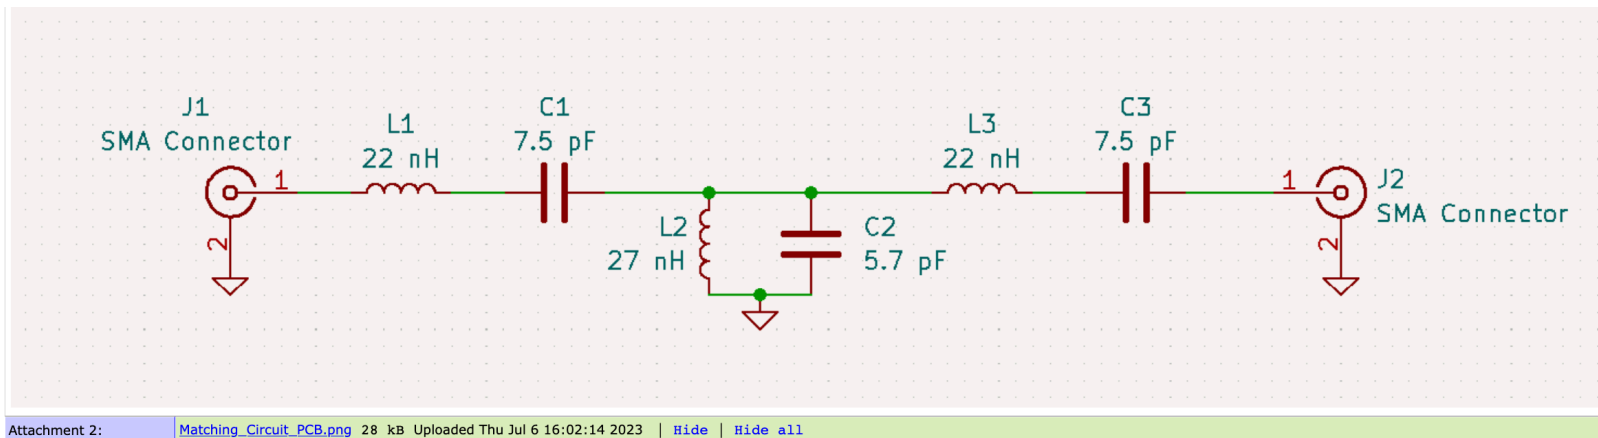 J1
SMA Connector
1
2
L1
22 nH
C1
7.5 pF
L2
27 nH
C2
5.7 pF
L3
22 nH
C3
7.5 pF
1
2
J2
SMA Connector
Attachment 2: Matching_Circuit_PCB.png 28 kB Uploaded Thu Jul 6 16:02:14 2023 | Hide | Hide all